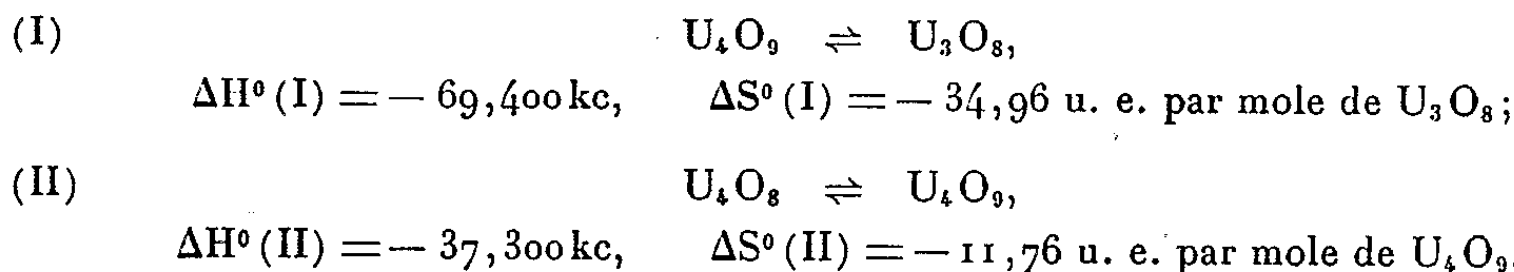 (I) U₄O₉ ⇌ U₃O₈,
ΔH⁰(I) = — 69,400 kc, ΔS⁰(I) = — 34,96 u. e. par mole de U₃O₈;
(II) U₄O₈ ⇌ U₄O₉,
ΔH⁰(II) = — 37,300 kc, ΔS⁰(II) = — 11,76 u. e. par mole de U₄O₉.